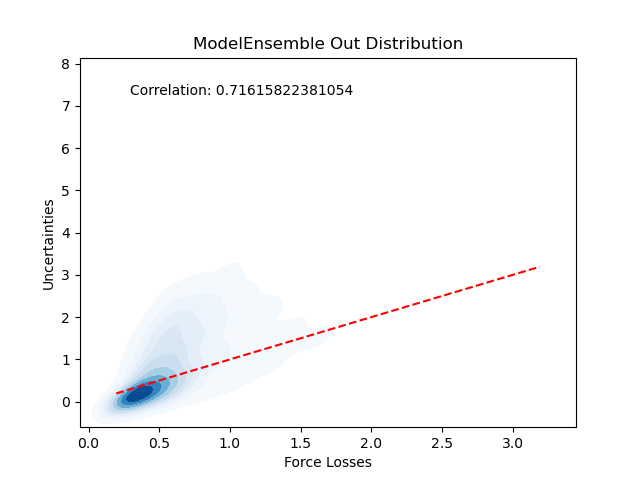 ModelEnsemble Out Distribution
Correlation: 0.71615822381054
Uncertainties
8
7
6
5
4
3
2
1
0
0.0 0.5 1.0 1.5 2.0 2.5 3.0
Force Losses